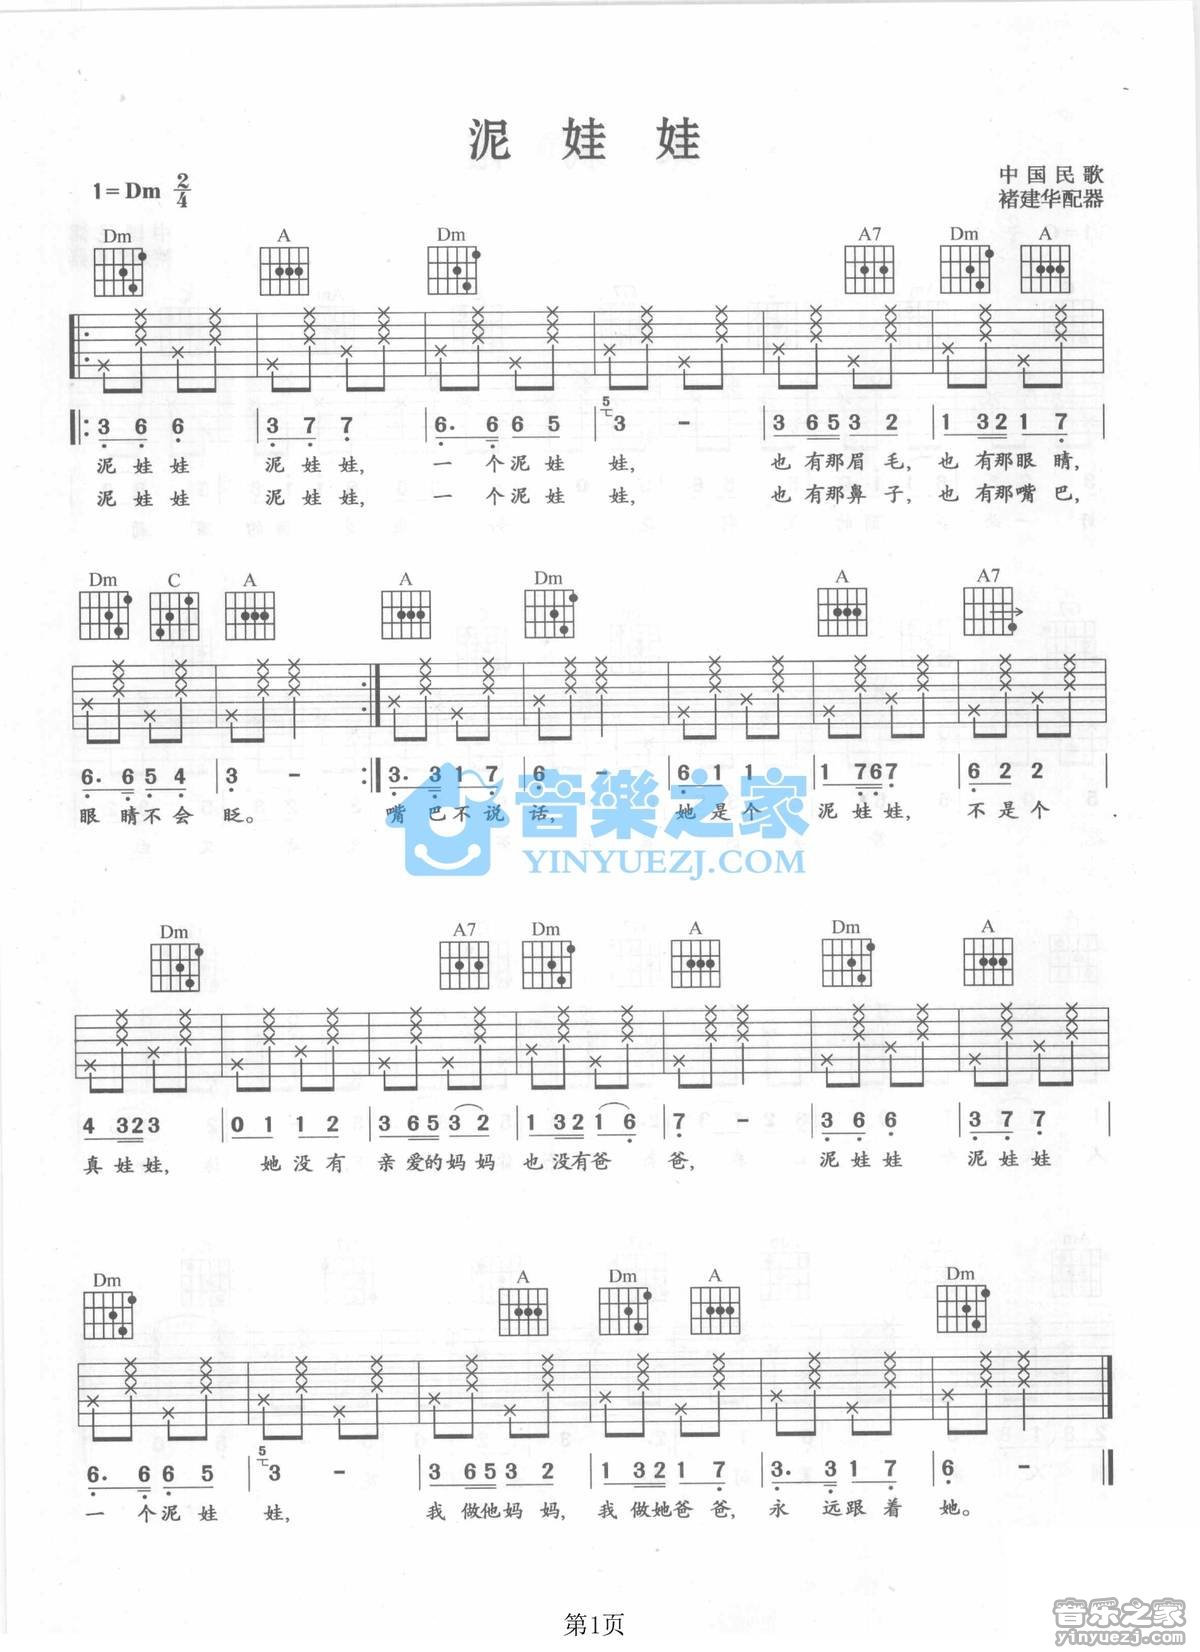 泥 娃 娃
1=Dm 2/4
中国民歌
褚建华配器
Dm A Dm A7 Dm A
3 6 6 3 7 7 6. 6 6 5 5 3 - 3 6 5 3 2 1 3 2 1 7
泥 娃 娃 泥 娃 娃, 一 个泥 娃 娃, 也 有那眉 毛, 也 有那眼 睛,
泥 娃 娃 泥 娃 娃, 一 个泥 娃 娃, 也 有那鼻 子, 也 有那嘴 巴,
Dm C A A Dm A A7
6. 6 5 4 3 - 3. 3 1 7 6 - 6 1 1 1 7 6 7 6 2 2
眼 睛不 会 眨。 嘴 巴不 说 话, 她 是 个 泥 娃娃, 不 是 个
音樂之家
YINYUEZJ.COM
Dm A7 Dm A Dm A
4 3 2 3 0 1 1 2 3 6 5 3 2 1 3 2 1 6 7 - 3 6 6 3 7 7
真 娃娃, 她 没 有 亲 爱的妈 妈 也 没有爸 爸, 泥 娃 娃 泥 娃 娃
Dm A Dm A Dm
6. 6 6 5 5 3 - 3 6 5 3 2 1 3 2 1 7 3. 3 1 7 6 -
一 个泥 娃 娃, 我 做他妈 妈, 我 做她爸 爸, 永 远跟 着 她。
第1页
音乐之家
yinyuezj.com